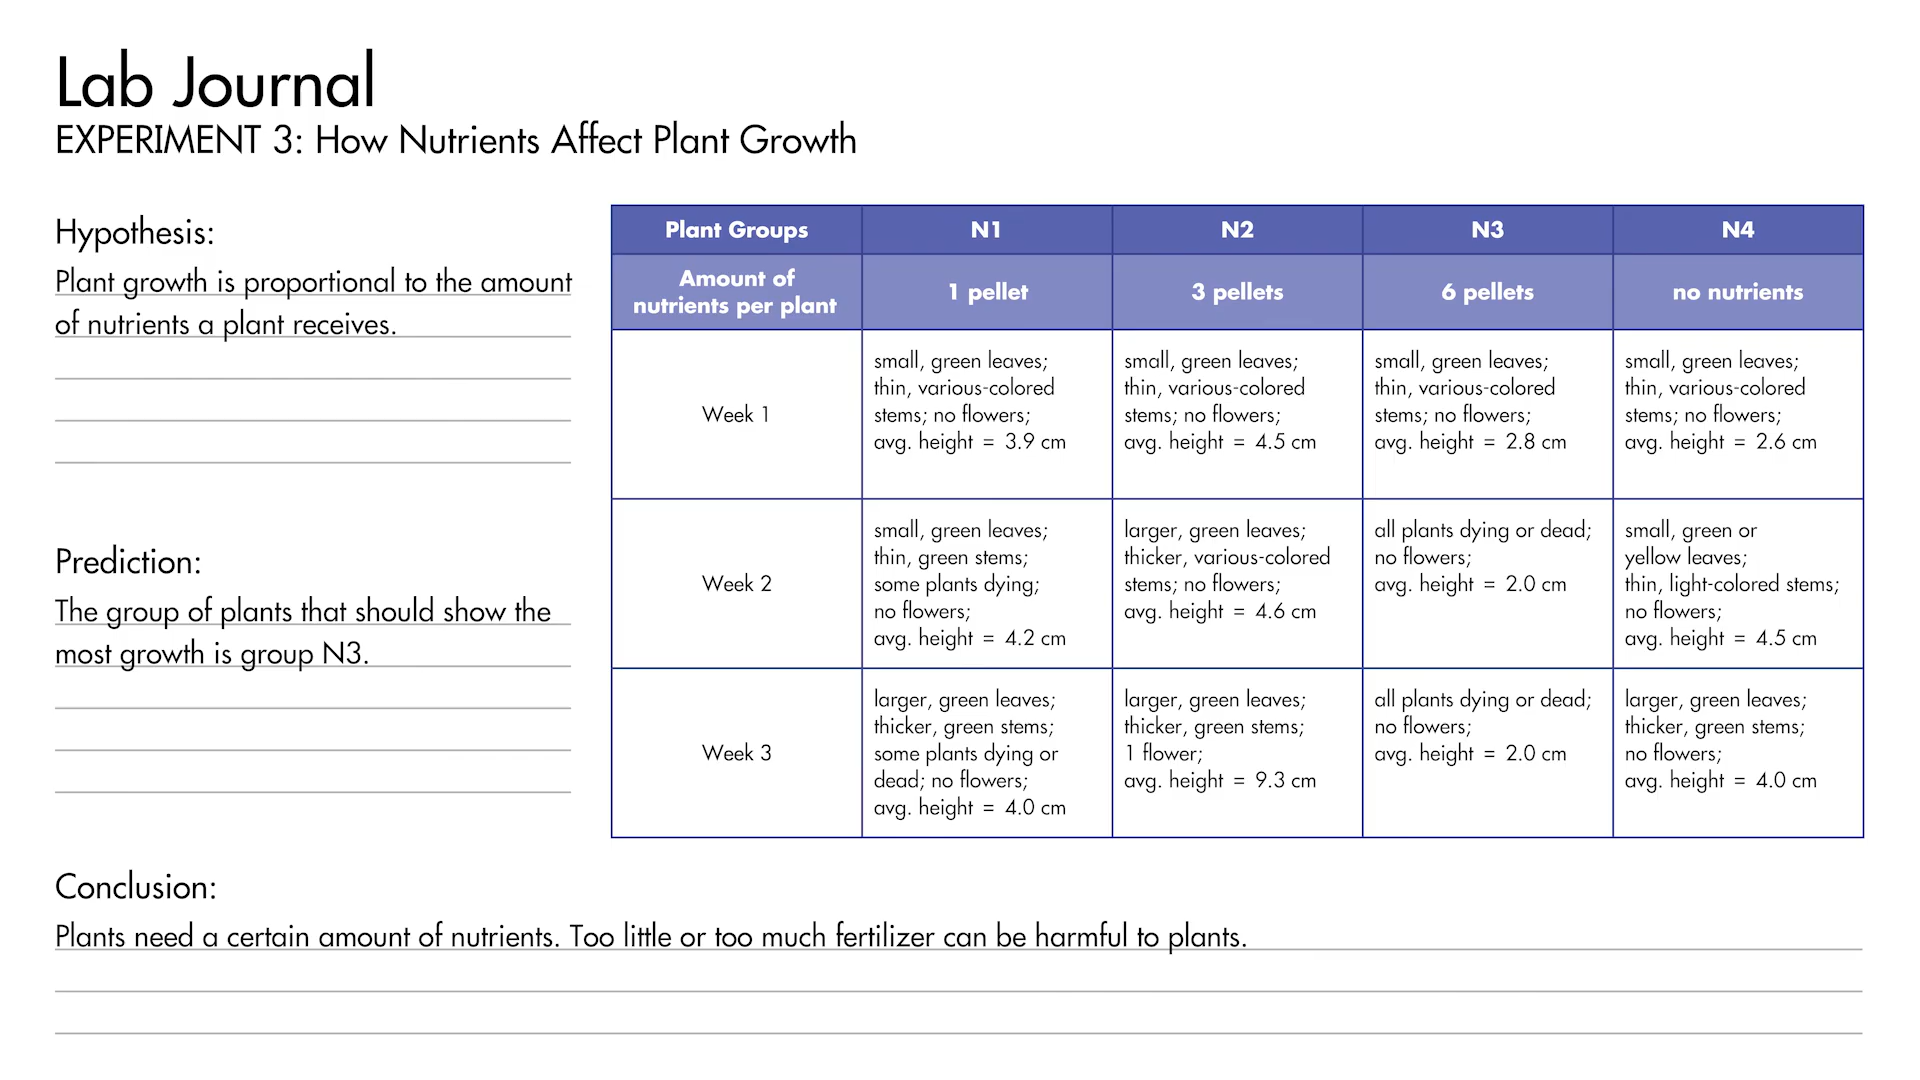 Lab Journal
EXPERIMENT 3: How Nutrients Affect Plant Growth
Hypothesis:
Plant growth is proportional to the amount
of nutrients a plant receives.
Prediction:
The group of plants that should show the
most growth is group N3.
Plant Groups
N1
N2
N3
N4
Amount of
nutrients per plant
1 pellet
3 pellets
6 pellets
no nutrients
Week 1
small, green leaves;
thin, various-colored
stems; no flowers;
avg. height = 3.9 cm
small, green leaves;
thin, various-colored
stems; no flowers;
avg. height = 4.5 cm
small, green leaves;
thin, various-colored
stems; no flowers;
avg. height = 2.8 cm
small, green leaves;
thin, various-colored
stems; no flowers;
avg. height = 2.6 cm
Week 2
small, green leaves;
thin, green stems;
some plants dying;
no flowers;
avg. height = 4.2 cm
larger, green leaves;
thicker, various-colored
stems; no flowers;
avg. height = 4.6 cm
all plants dying or dead;
no flowers;
avg. height = 2.0 cm
small, green or
yellow leaves;
thin, light-colored stems;
no flowers;
avg. height = 4.5 cm
Week 3
larger, green leaves;
thicker, green stems;
some plants dying or
dead; no flowers;
avg. height = 4.0 cm
larger, green leaves;
thicker, green stems;
1 flower;
avg. height = 9.3 cm
all plants dying or dead;
no flowers;
avg. height = 2.0 cm
larger, green leaves;
thicker, green stems;
no flowers;
avg. height = 4.0 cm
Conclusion:
Plants need a certain amount of nutrients. Too little or too much fertilizer can be harmful to plants.